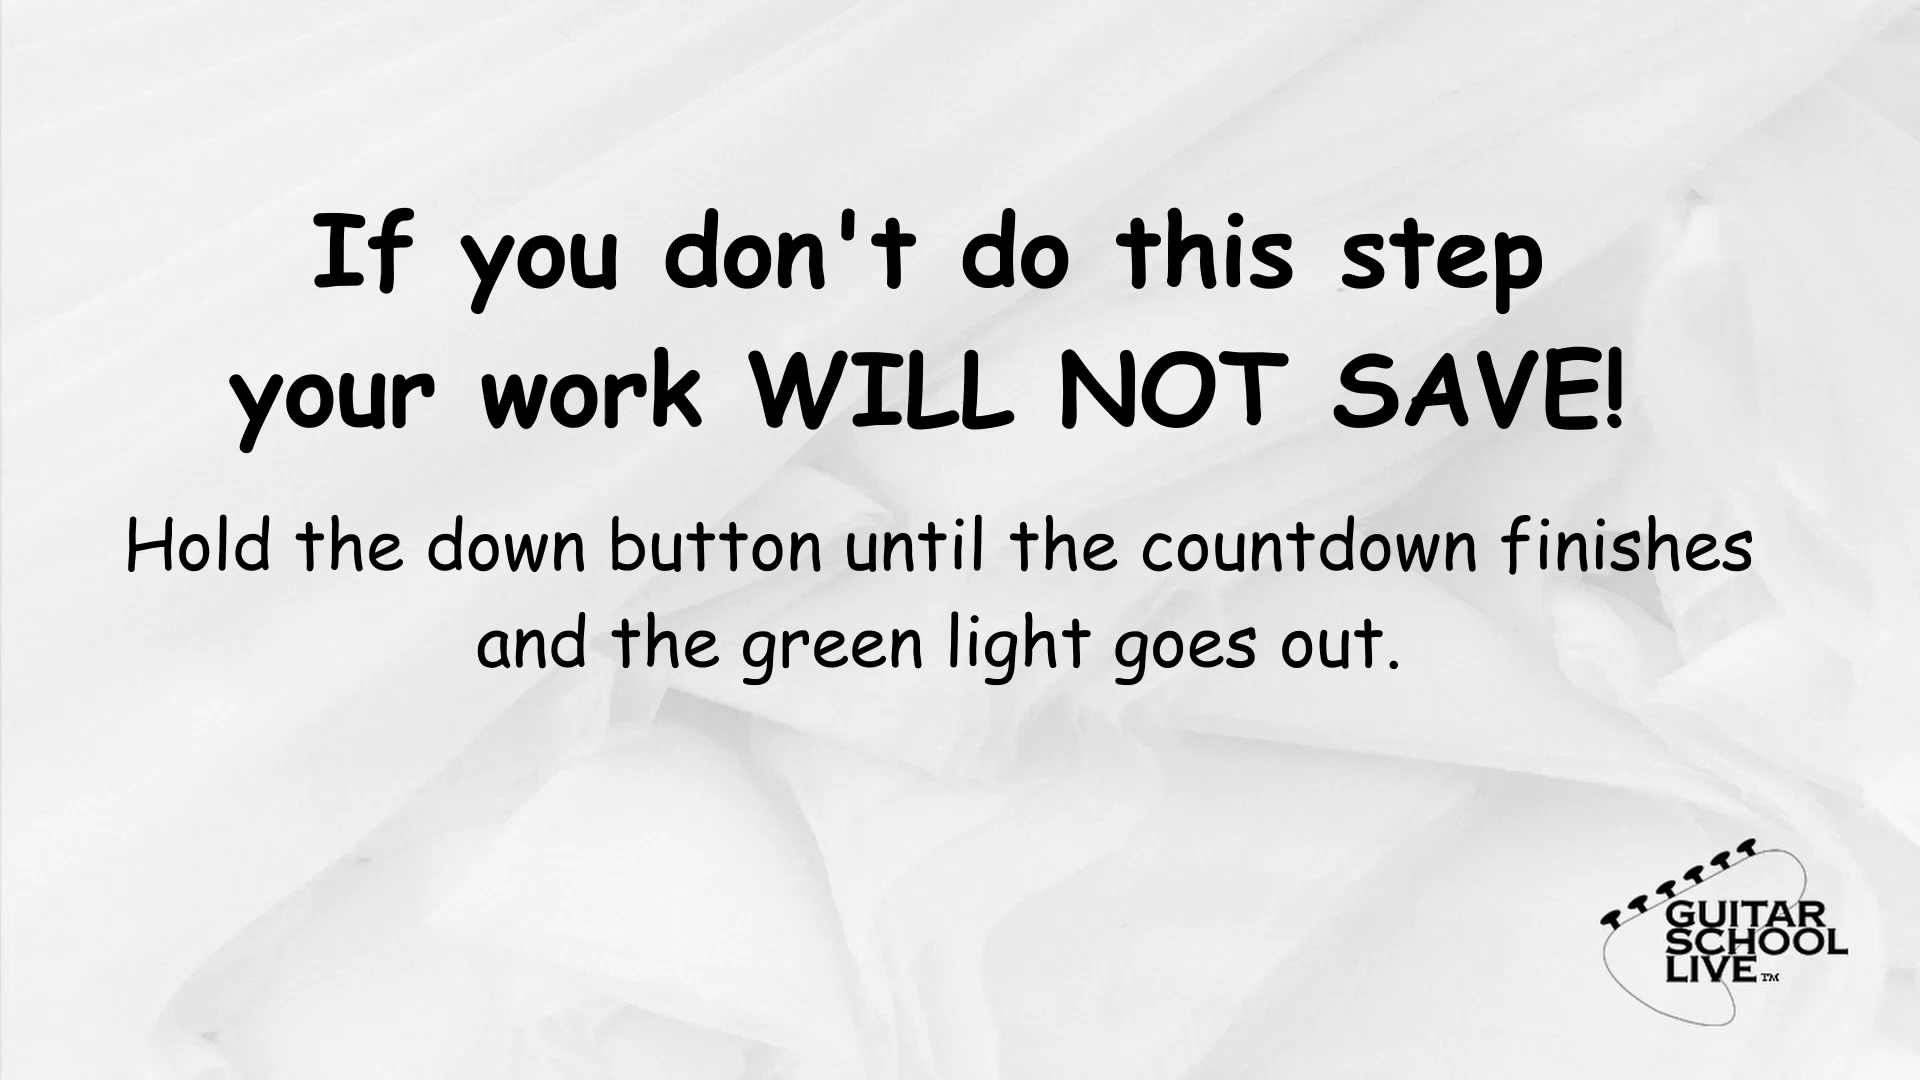 If you don't do this step
your work WILL NOT SAVE!
Hold the down button until the countdown finishes
and the green light goes out.
GUITAR
SCHOOL
LIVE™